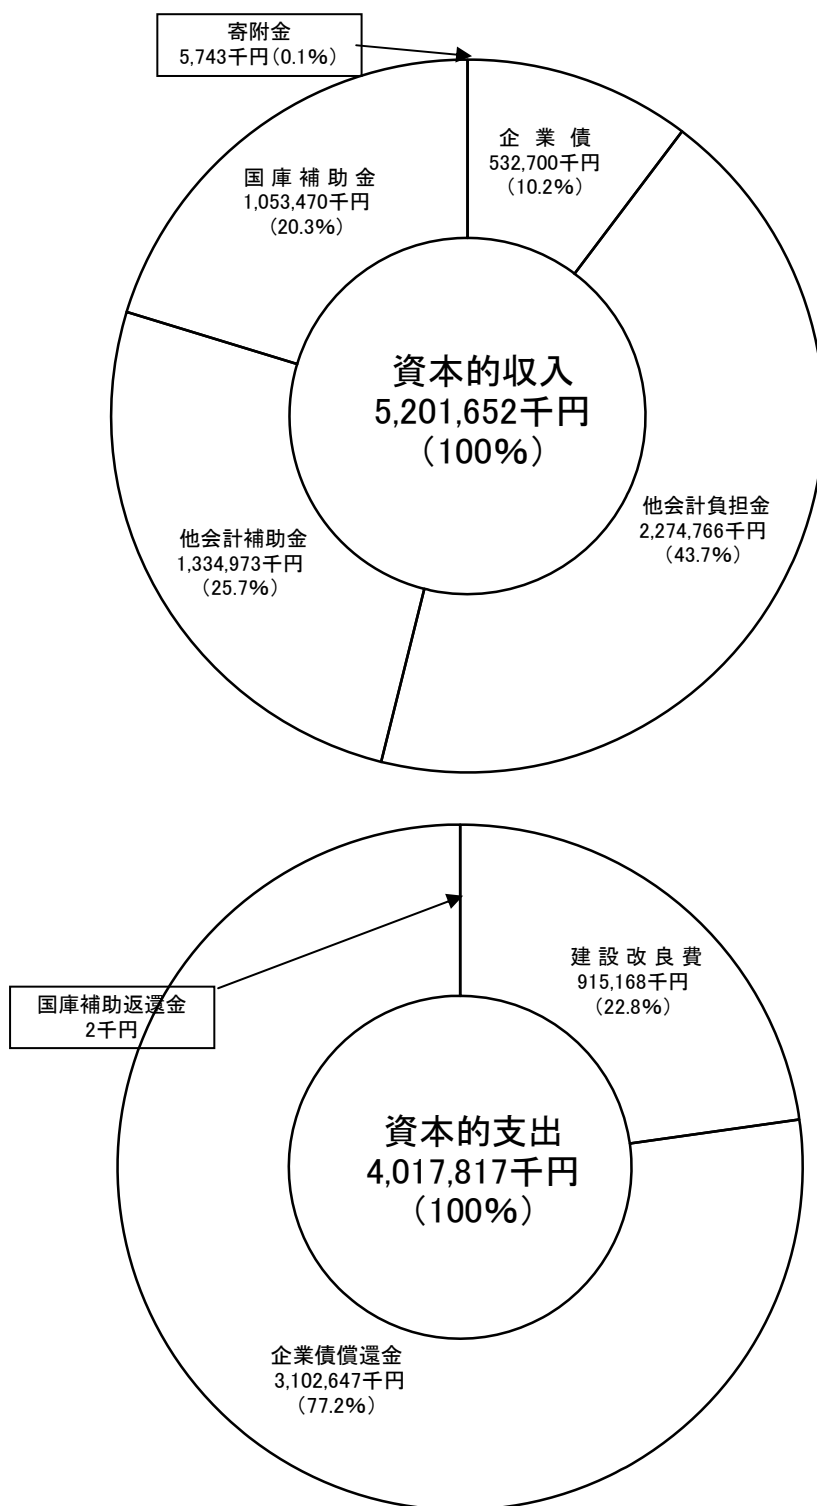 寄附金
5,743千円(0.1%)
企 業 債
532,700千円
(10.2%)
国 庫 補 助 金
1,053,470千円
(20.3%)
資本的収入
5,201,652千円
(100%)
他会計負担金
2,274,766千円
(43.7%)
他会計補助金
1,334,973千円
(25.7%)
建 設 改 良 費
915,168千円
(22.8%)
国庫補助返還金
2千円
資本的支出
4,017,817千円
(100%)
企業債償還金
3,102,647千円
(77.2%)